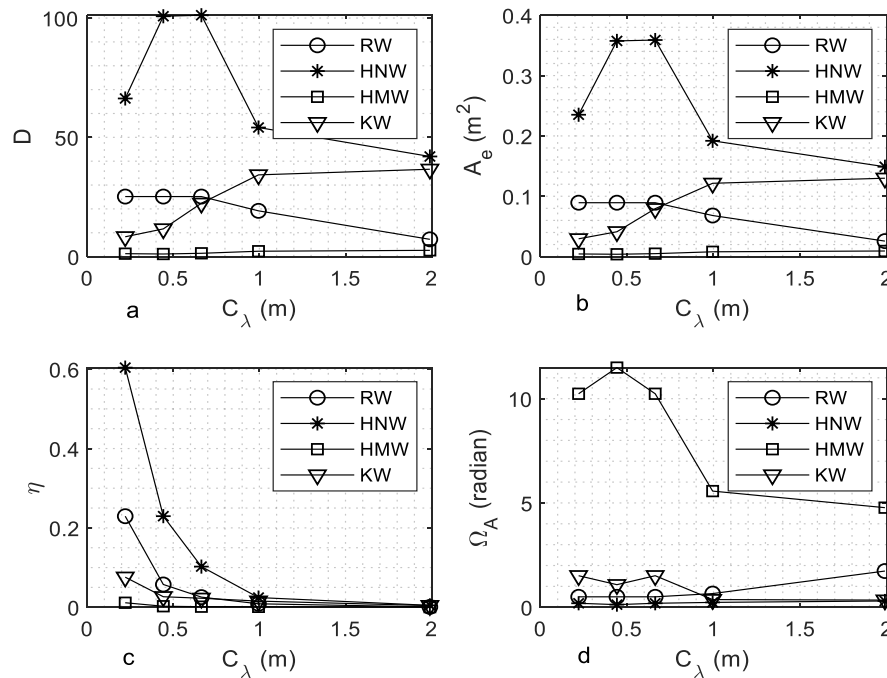 100
50
0
D
0
0.5
1
1.5
2
C_λ (m)
a
RW
HNW
HMW
KW
0.4
0.3
0.2
0.1
0
A_e (m²)
0
0.5
1
1.5
2
C_λ (m)
b
RW
HNW
HMW
KW
0.6
0.4
0.2
0
η
0
0.5
1
1.5
2
C_λ (m)
c
RW
HNW
HMW
KW
10
5
0
Ω_A (radian)
0
0.5
1
1.5
2
C_λ (m)
d
RW
HNW
HMW
KW